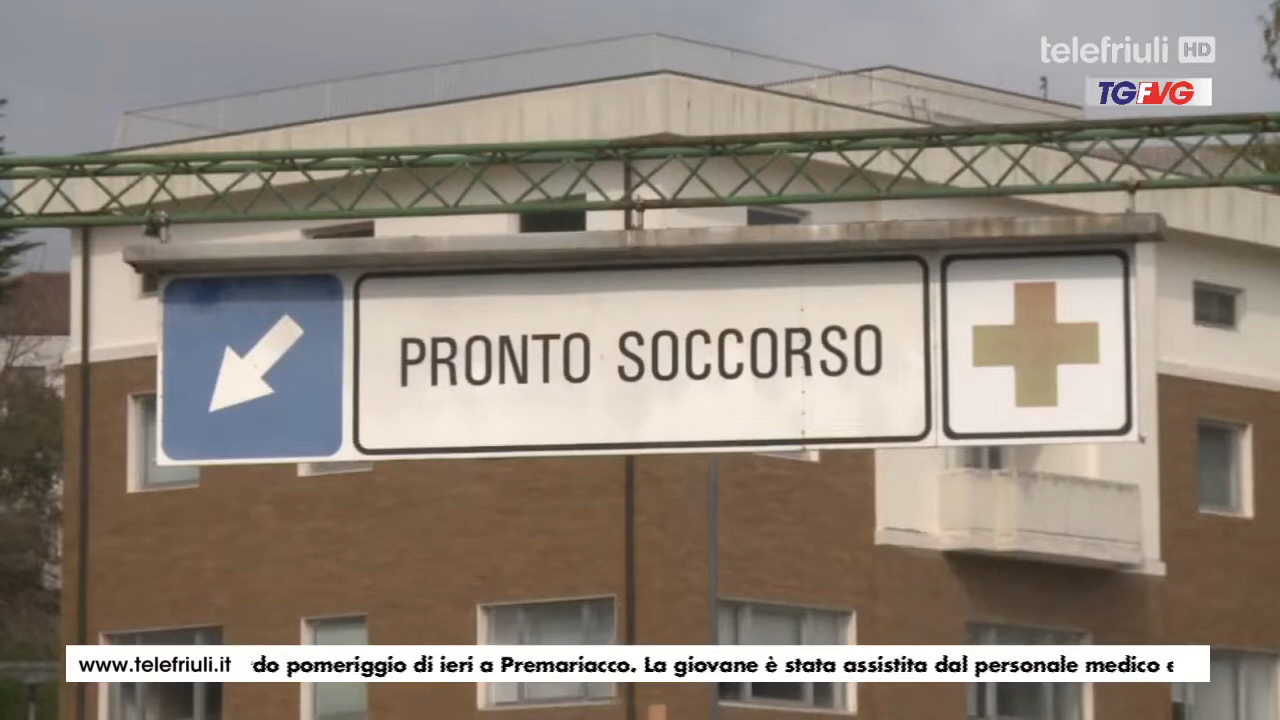 telefriuli HD
TGFVG
PRONTO SOCCORSO
www.telefriuli.it do pomeriggio di ieri a Premariacco. La giovane è stata assistita dal personale medico e